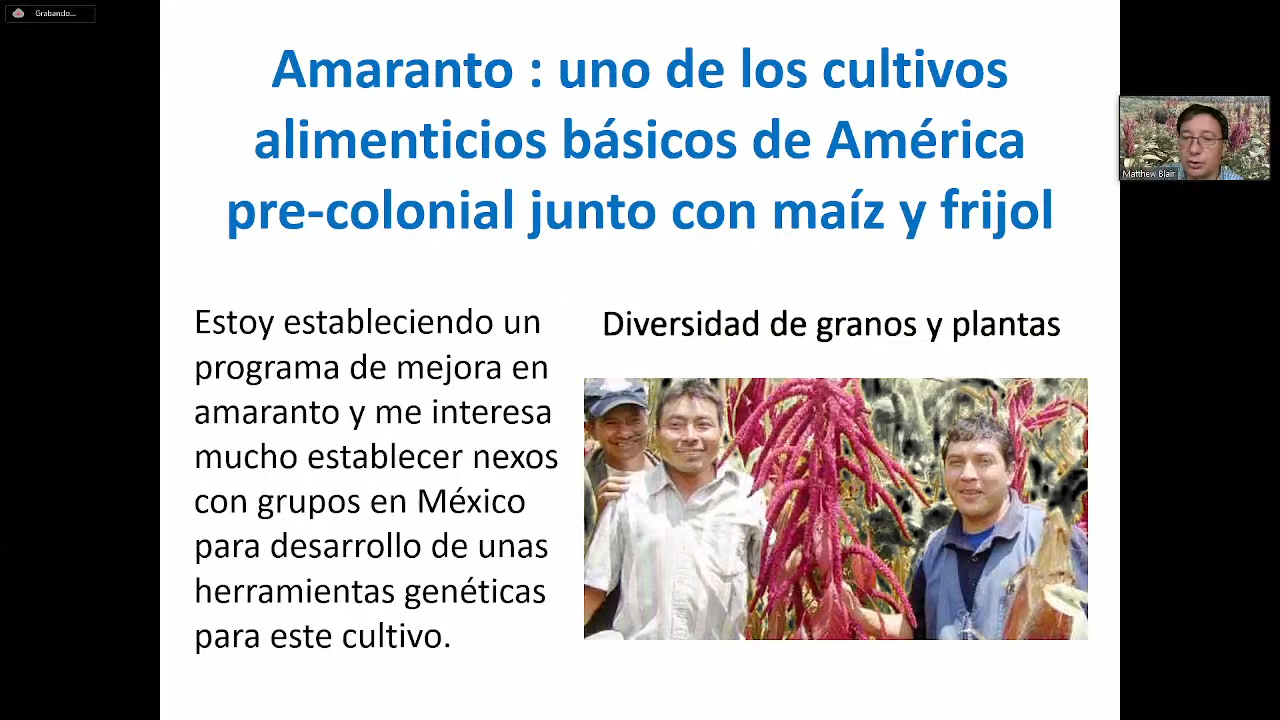 Grabando...
Amaranto : uno de los cultivos
alimenticios básicos de América
pre-colonial junto con maíz y frijol
Matthew Blair
Estoy estableciendo un
programa de mejora en
amaranto y me interesa
mucho establecer nexos
con grupos en México
para desarrollo de unas
herramientas genéticas
para este cultivo.
Diversidad de granos y plantas